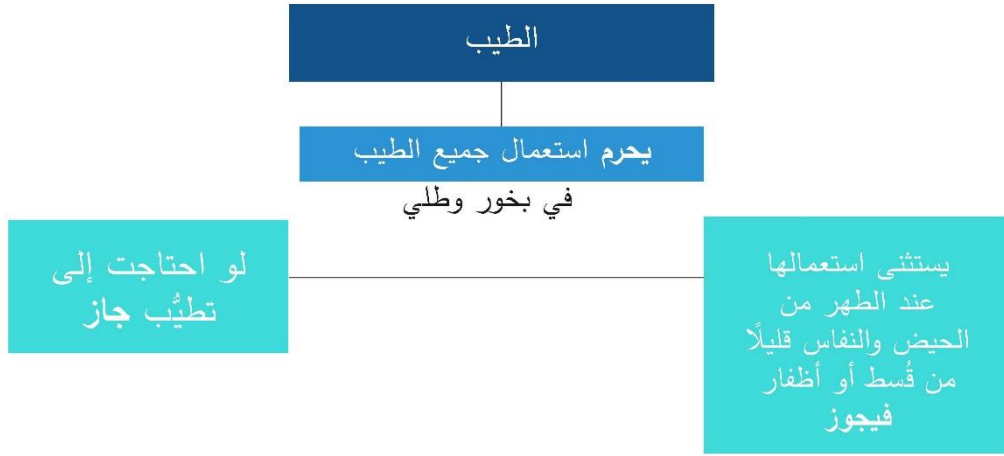 الطيب
يحرم استعمال جميع الطيب
في بخور وطلي
يستثنى استعمالها
عند الطهر من
الحيض والنفاس قليلًا
من قُسط أو أظفار
فيجوز
لو احتاجت إلى
تطيُّب جاز